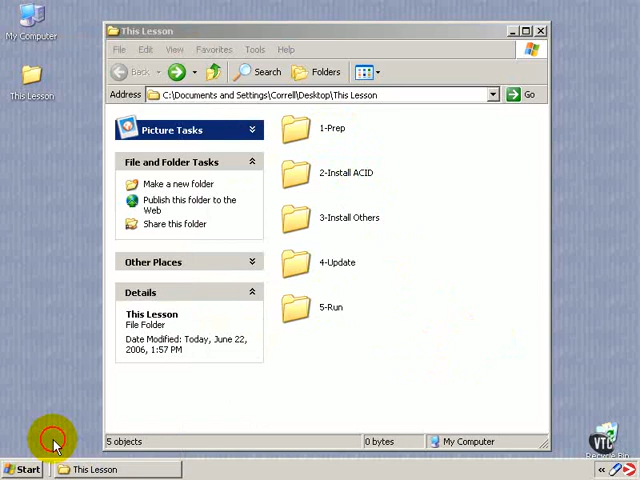 My Computer
This Lesson
This Lesson
File Edit View Favorites Tools Help
Back Search Folders
Address C:\Documents and Settings\Correll\Desktop\This Lesson Go
Picture Tasks
File and Folder Tasks
Make a new folder
Publish this folder to the
Web
Share this folder
Other Places
Details
This Lesson
File Folder
Date Modified: Today, June 22,
2006, 1:57 PM
1-Prep
2-Install ACID
3-Install Others
4-Update
5-Run
5 objects 0 bytes My Computer
VTC
Recycle Bin
Start This Lesson